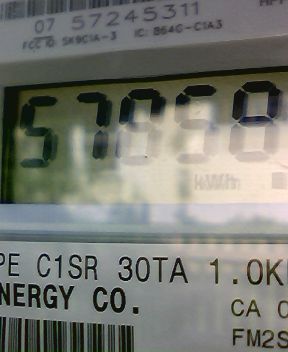 07 57245311
FCC ID: SK9C1A-3 IC: 864G-C1A3
57858
PE C1SR 30TA 1.0K
NERGY CO.
CA
FM2S